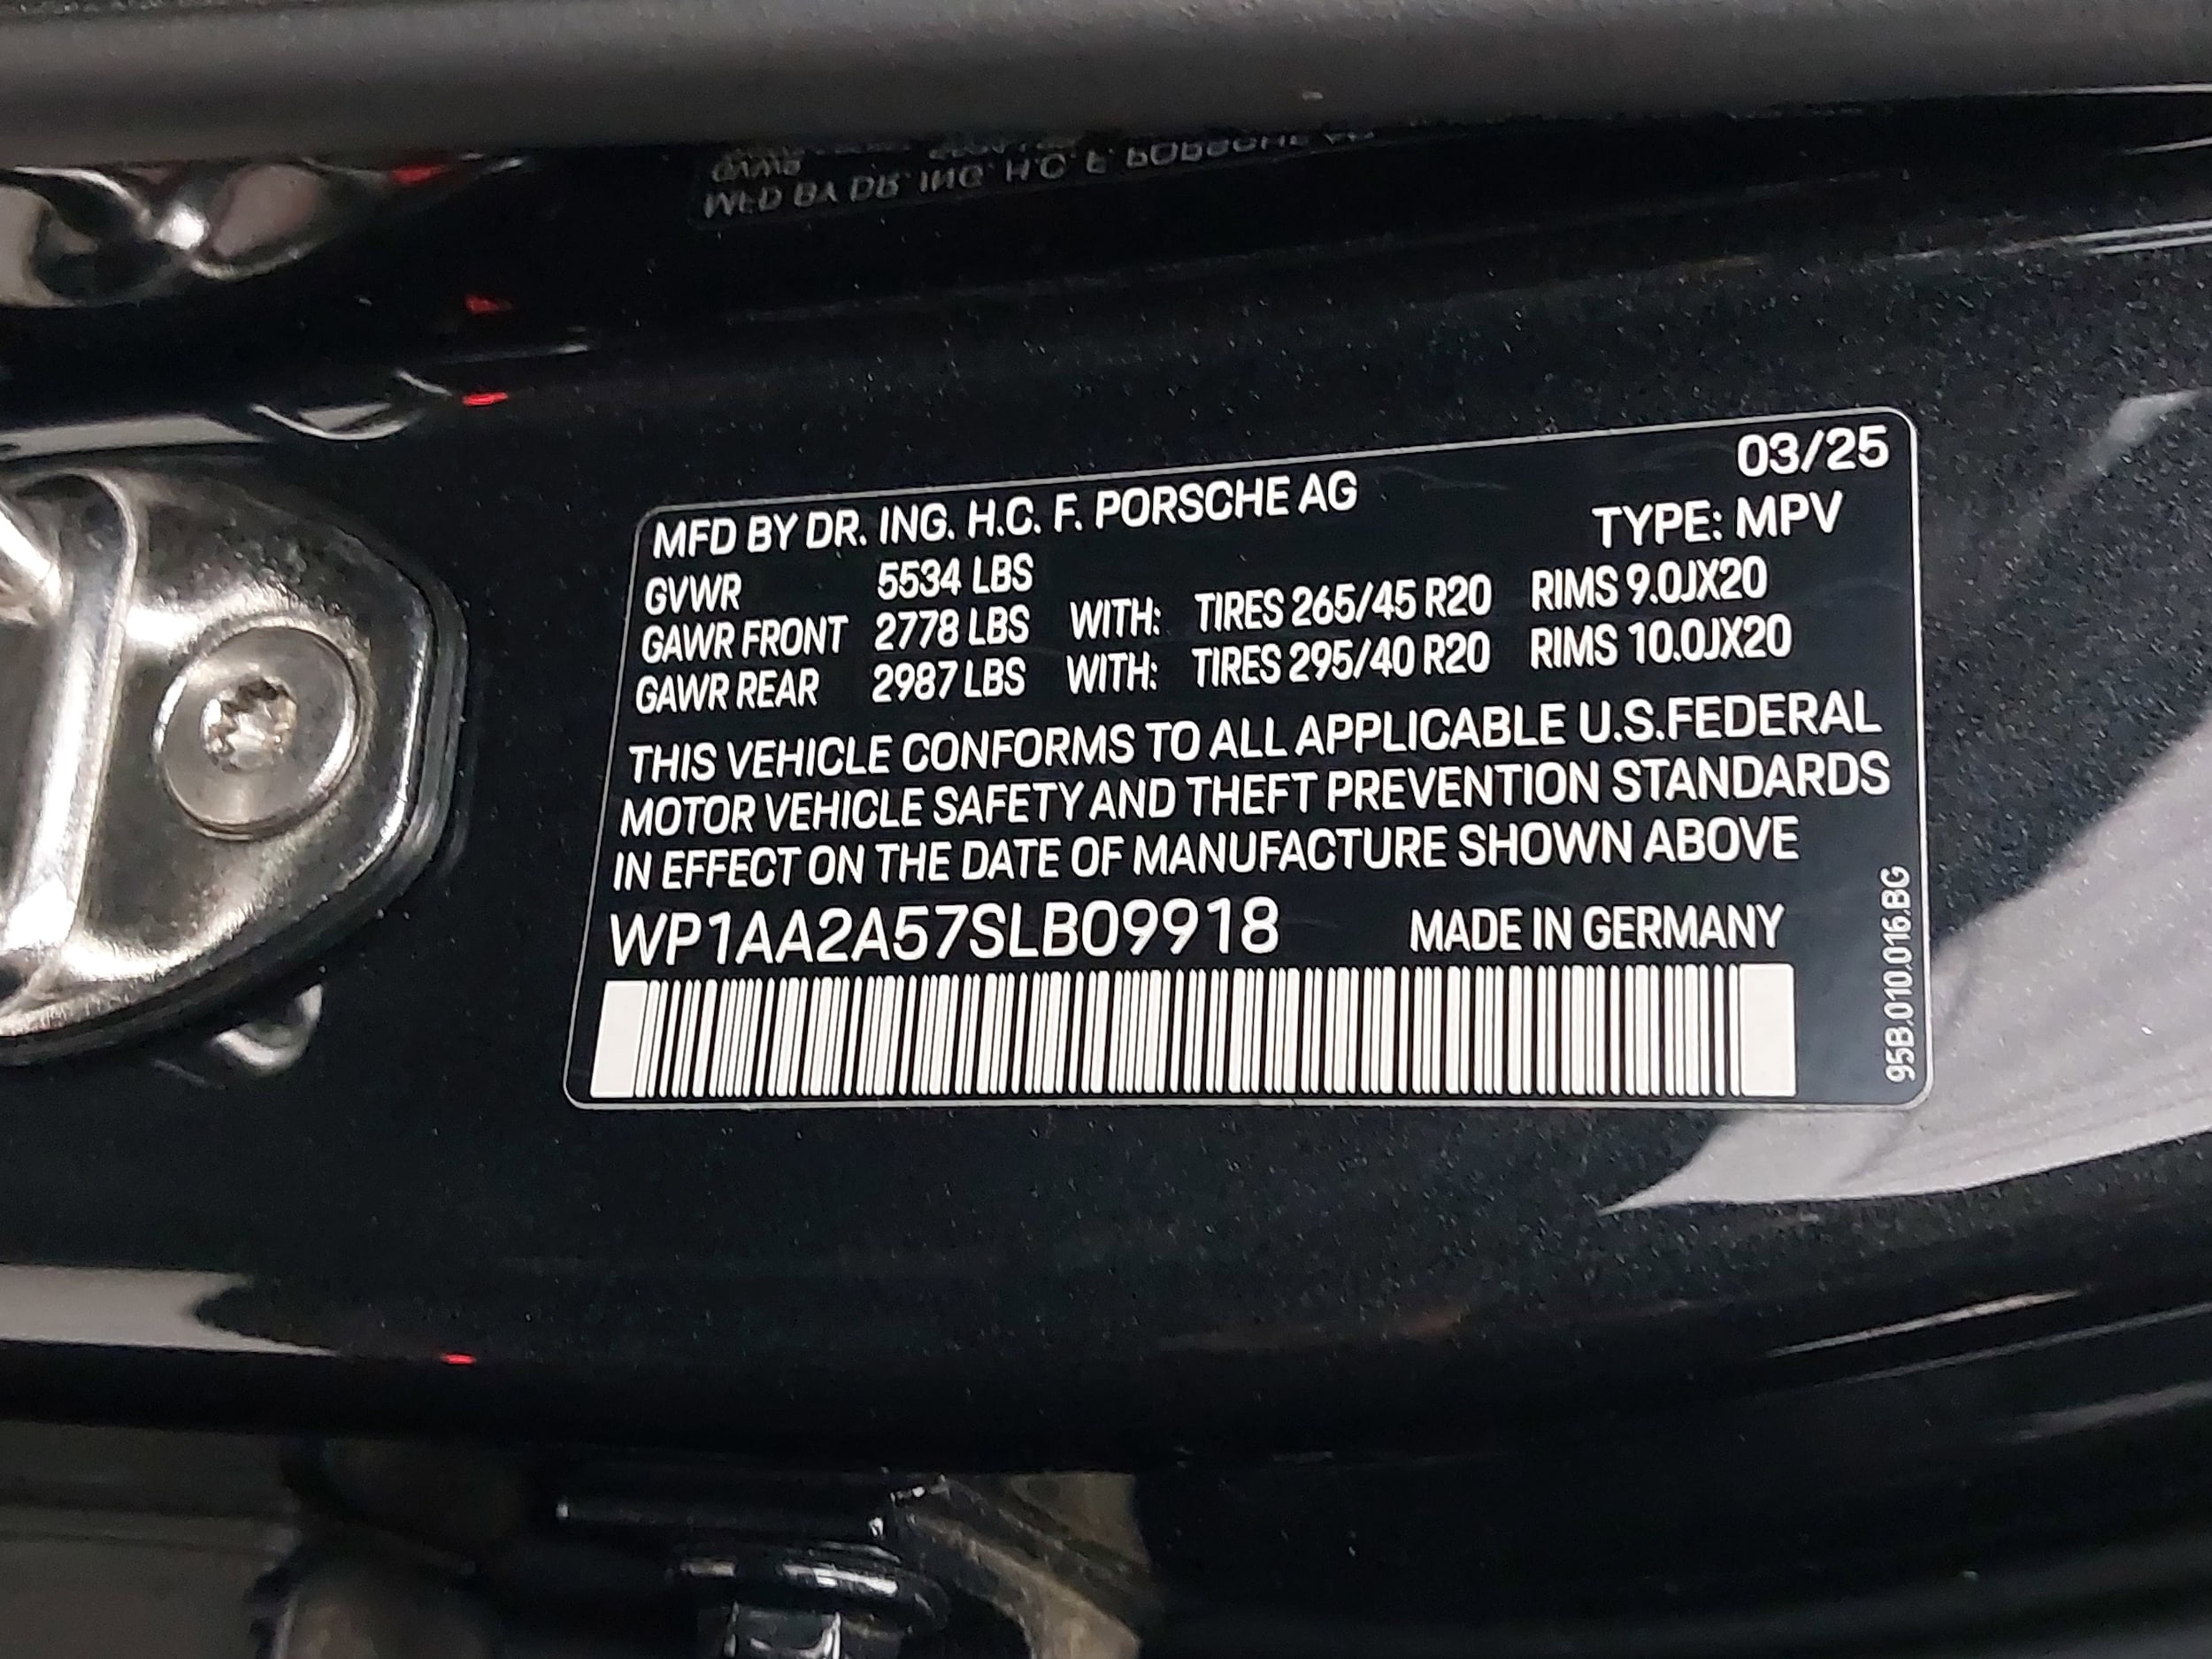 03/25
MFD BY DR. ING. H.C. F. PORSCHE AG
TYPE: MPV
GVWR 5534 LBS
GAWR FRONT 2778 LBS WITH: TIRES 265/45 R20 RIMS 9.0JX20
GAWR REAR 2987 LBS WITH: TIRES 295/40 R20 RIMS 10.0JX20
THIS VEHICLE CONFORMS TO ALL APPLICABLE U.S.FEDERAL
MOTOR VEHICLE SAFETY AND THEFT PREVENTION STANDARDS
IN EFFECT ON THE DATE OF MANUFACTURE SHOWN ABOVE
WP1AA2A57SLB09918 MADE IN GERMANY
95B.010.016.BG